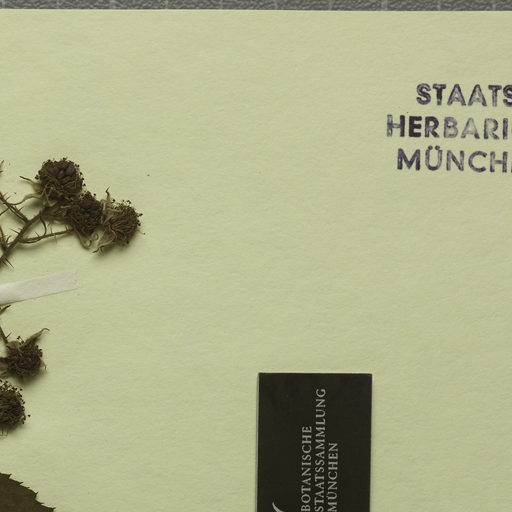 STAATS
HERBARI
MÜNCH
BOTANISCHE
STAATSSAMMLUNG
MÜNCHEN